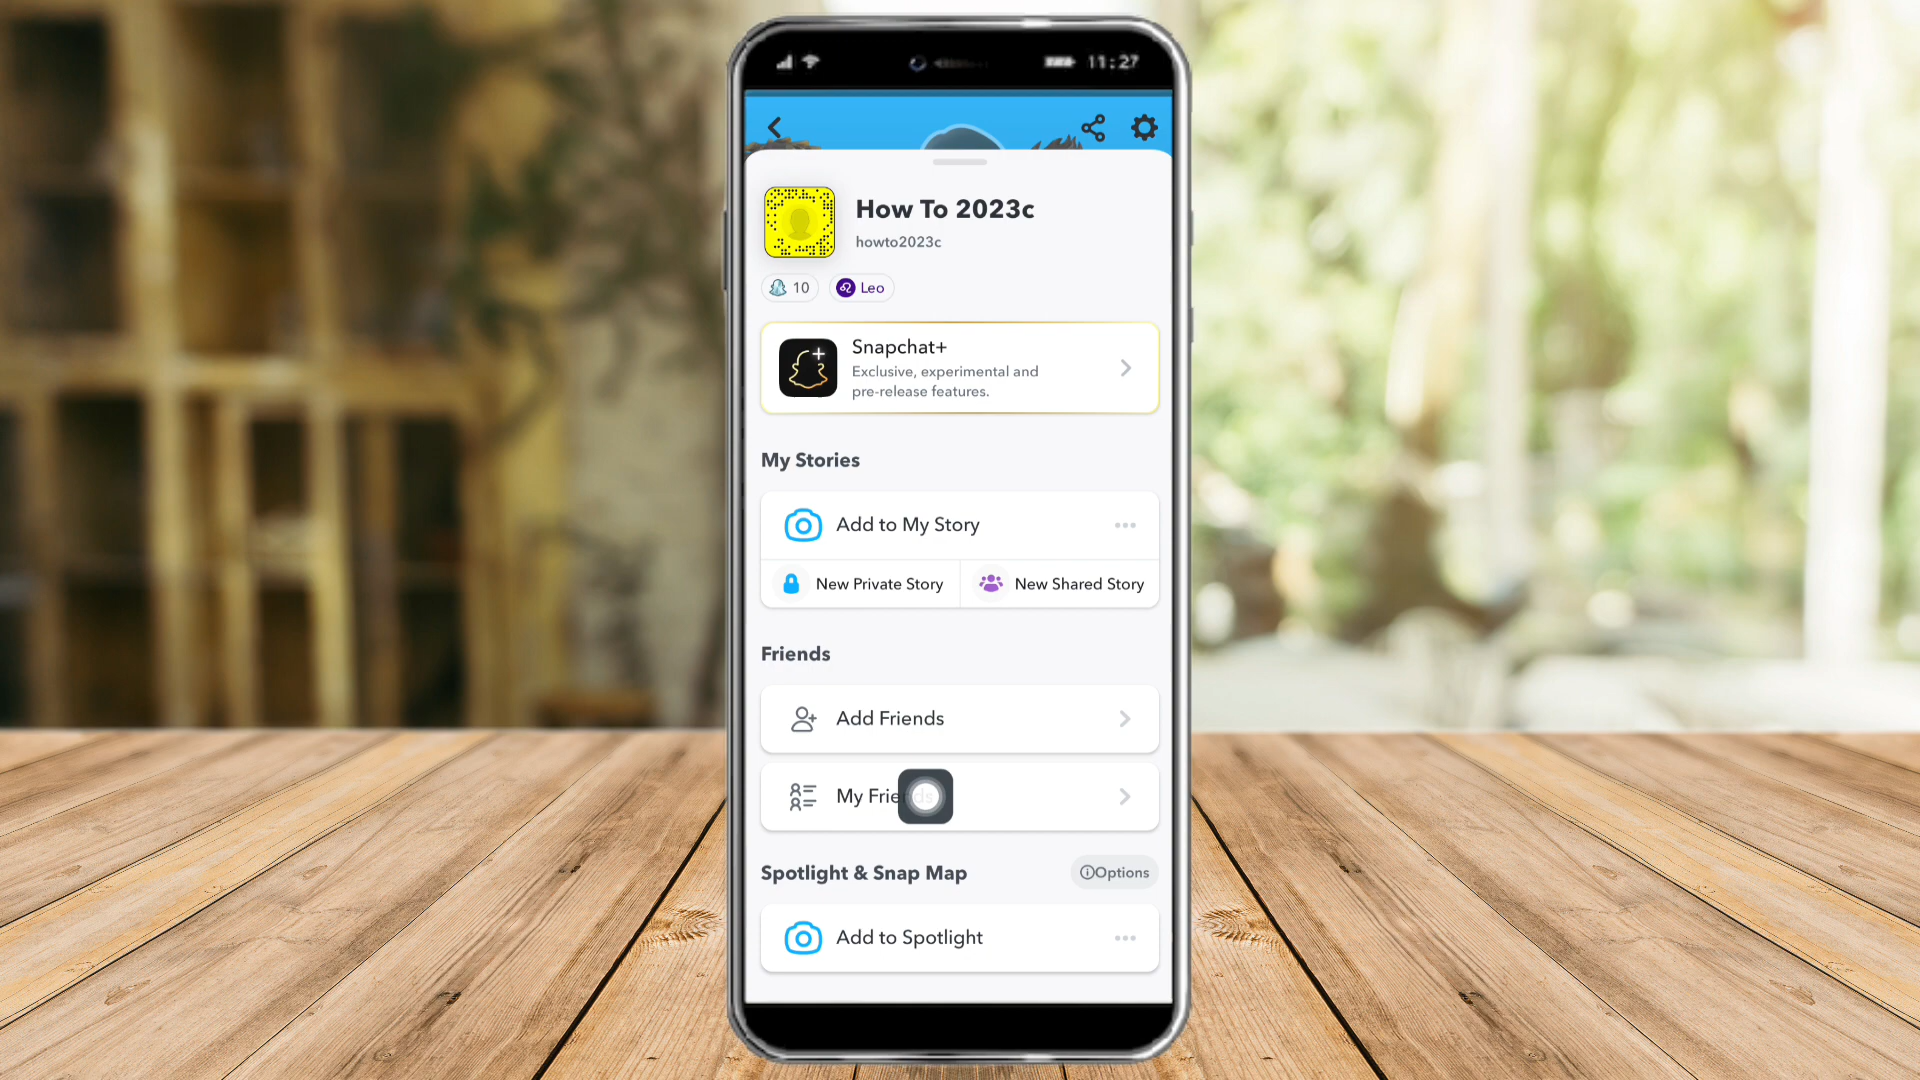 11:27
How To 2023c
howto2023c
10
Leo
Snapchat+
Exclusive, experimental and
pre-release features.
My Stories
Add to My Story
New Private Story
New Shared Story
Friends
Add Friends
My Friends
Spotlight & Snap Map
Options
Add to Spotlight